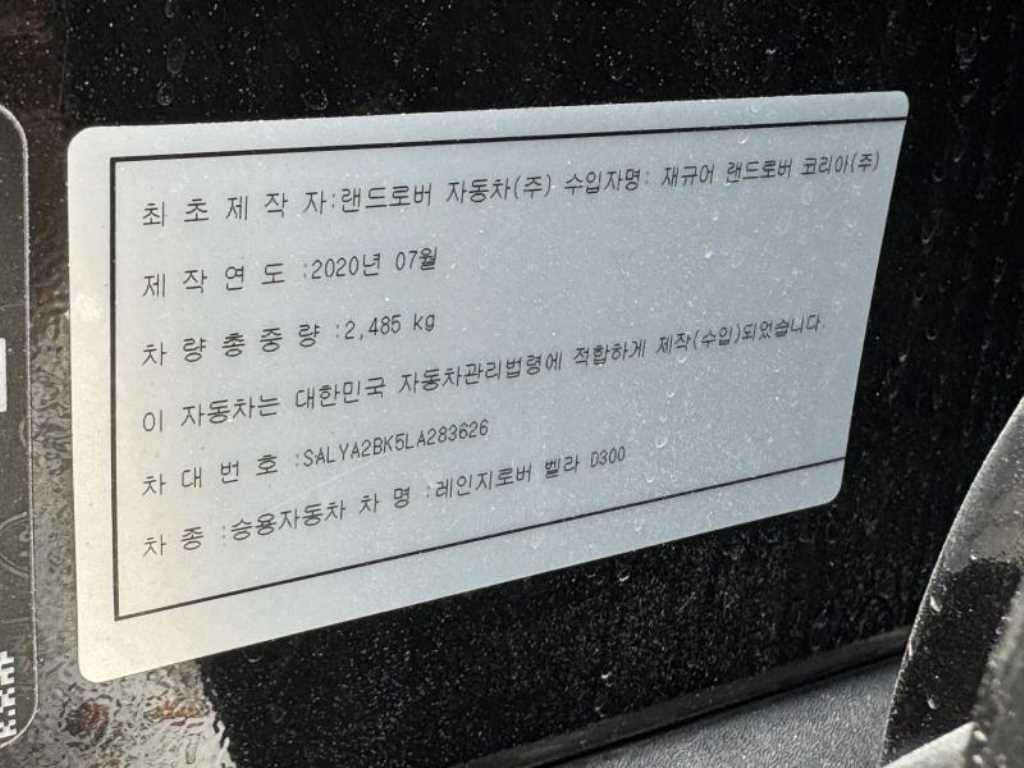 최 초 제 작 자:랜드로버 자동차(주) 수입자명: 재규어 랜드로버 코리아(주)
제 작 연 도 :2020년 07월
차 량 총 중 량 :2,485 kg
이 자동차는 대한민국 자동차관리법령에 적합하게 제작(수입)되었습니다.
차 대 번 호 :SALYA2BK5LA283626
차 종 :승용자동차 차 명 :레인지로버 벨라 D300